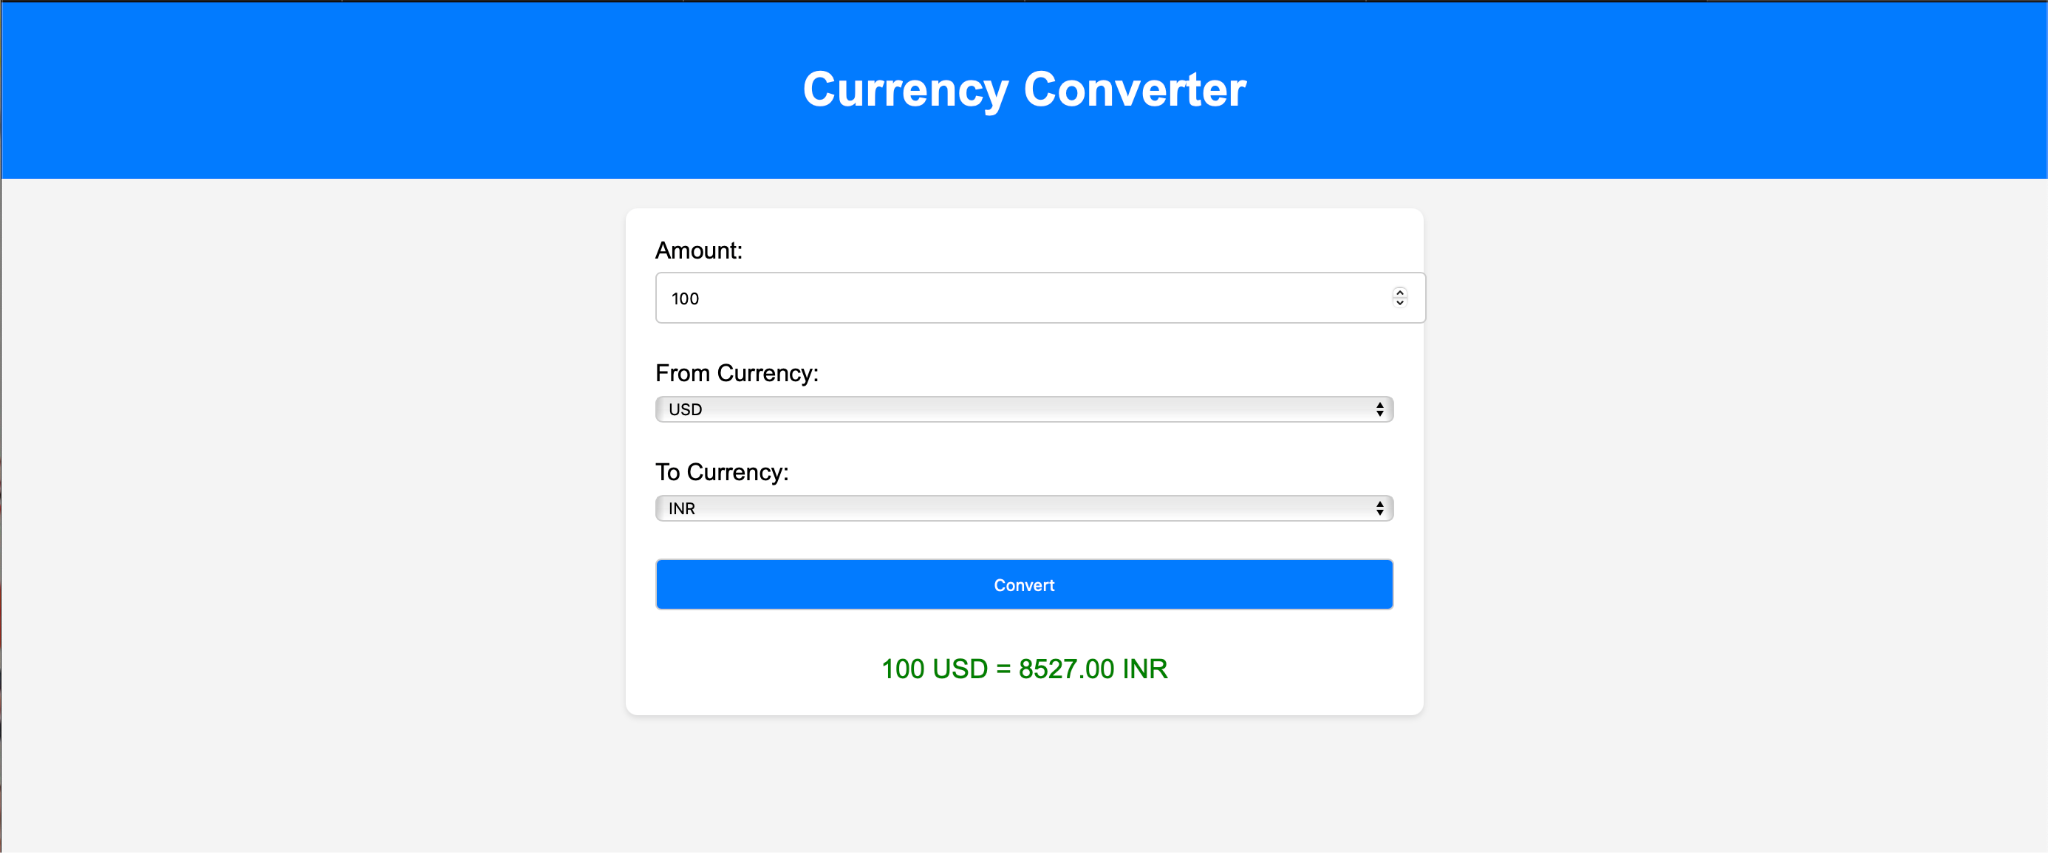 Currency Converter
Amount:
100
From Currency:
USD
To Currency:
INR
Convert
100 USD = 8527.00 INR